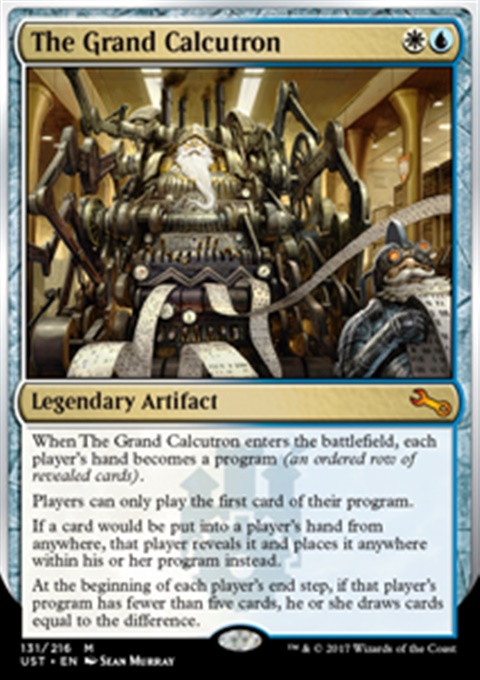 The Grand Calcutron
Legendary Artifact
When The Grand Calcutron enters the battlefield, each
player's hand becomes a program (an ordered row of
revealed cards).
Players can only play the first card of their program.
If a card would be put into a player's hand from
anywhere, that player reveals it and places it anywhere
within his or her program instead.
At the beginning of each player's end step, if that player's
program has fewer than five cards, he or she draws cards
equal to the difference.
131/216 M
UST • EN Sean Murray
™ & © 2017 Wizards of the Coast